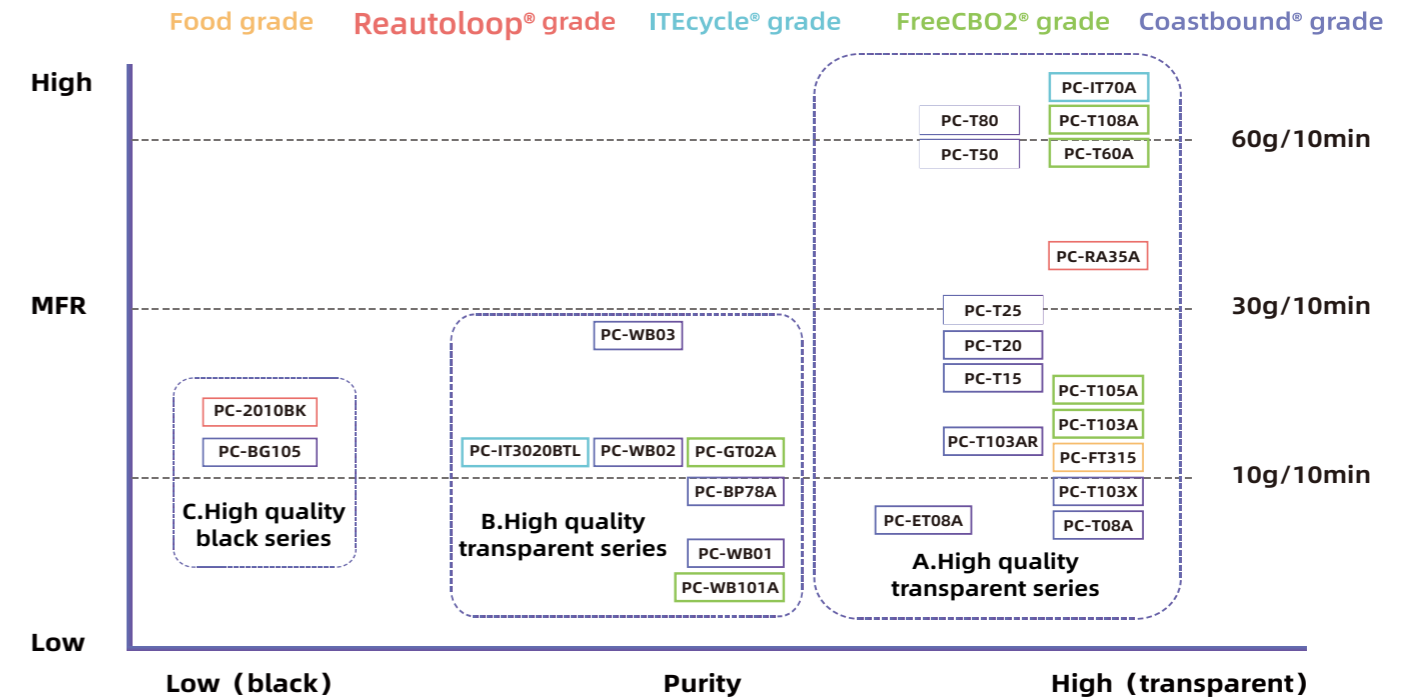 Food grade
Reautoloop® grade
ITEcycle® grade
FreeCBO2® grade
Coastbound® grade
High
PC-IT70A
PC-T80
PC-T108A
60g/10min
PC-T50
PC-T60A
PC-RA35A
MFR
30g/10min
PC-T25
PC-WB03
PC-T20
PC-T15
PC-T105A
PC-2010BK
PC-T103A
PC-T103AR
PC-BG105
PC-IT3020BTL
PC-WB02
PC-GT02A
PC-FT315
10g/10min
PC-BP78A
PC-T103X
PC-ET08A
PC-T08A
C.High quality
black series
B.High quality
transparent series
PC-WB01
A.High quality
transparent series
PC-WB101A
Low
Low (black)
Purity
High (transparent)